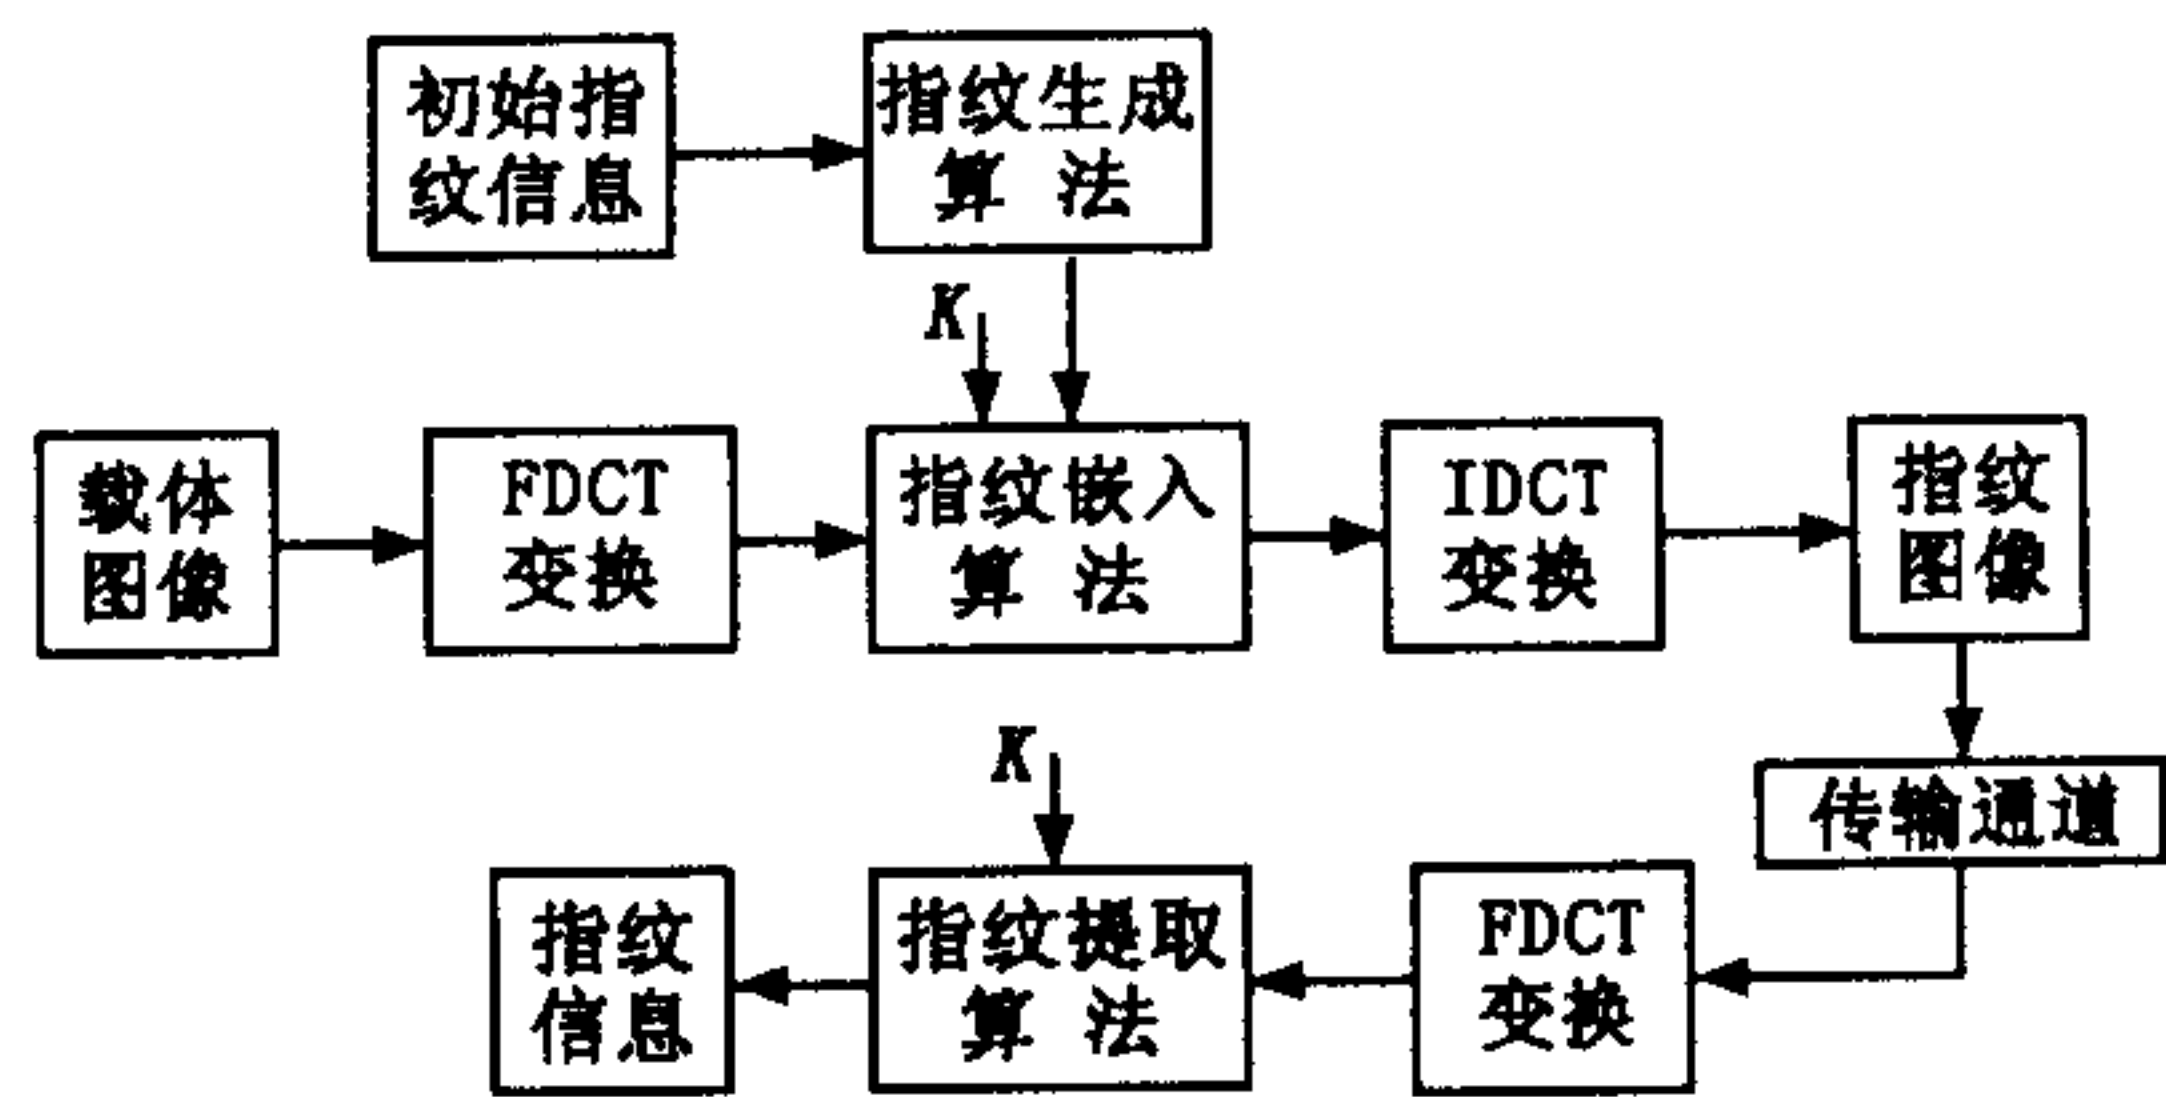 初始指
纹信息
指纹生成
算 法
K
载体
图像
FDCT
变换
指纹嵌入
算 法
IDCT
变换
指纹
图像
K
传输通道
指纹
信息
指纹提取
算 法
FDCT
变换